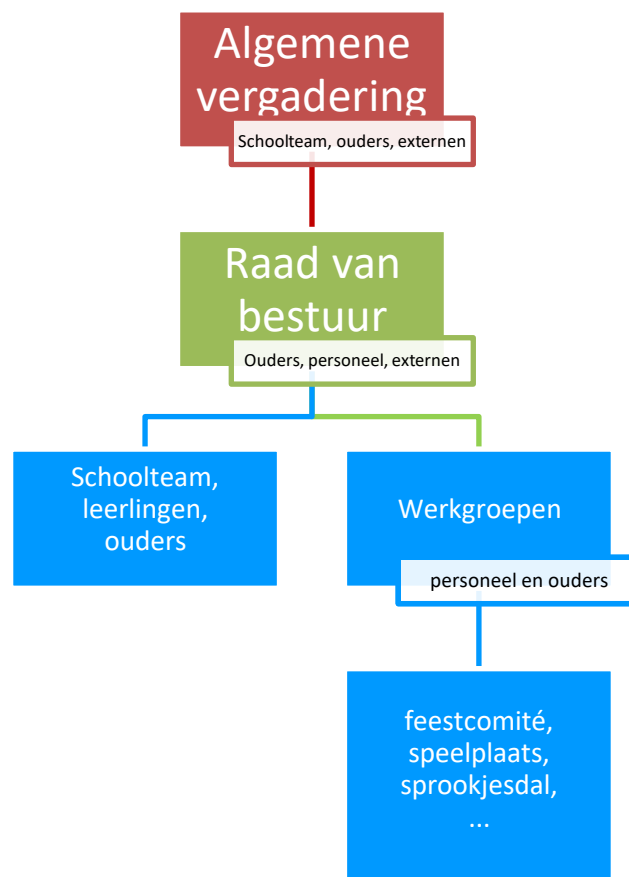 Algemene
vergadering
Schoolteam, ouders, externen
Raad van
bestuur
Ouders, personeel, externen
Schoolteam,
leerlingen,
ouders
Werkgroepen
personeel en ouders
feestcomité,
speelplaats,
sprookjesdal,
...